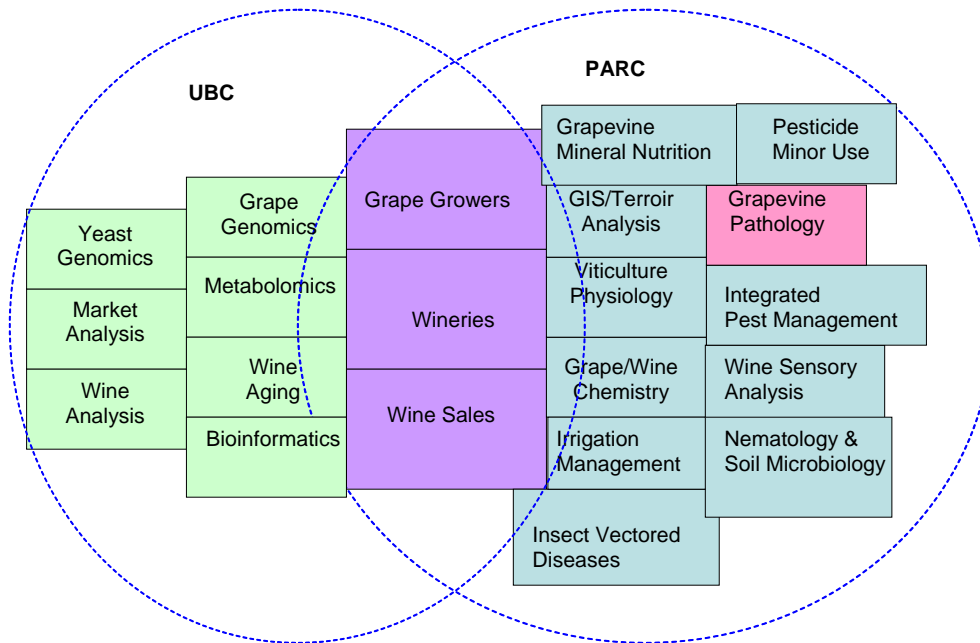 UBC
PARC
Yeast
Genomics
Market
Analysis
Wine
Analysis
Grape
Genomics
Metabolomics
Wine
Aging
Bioinformatics
Grape Growers
Wineries
Wine Sales
Grapevine
Mineral Nutrition
Pesticide
Minor Use
GIS/Terroir
Analysis
Grapevine
Pathology
Viticulture
Physiology
Integrated
Pest Management
Grape/Wine
Chemistry
Wine Sensory
Analysis
Irrigation
Management
Nematology &
Soil Microbiology
Insect Vectored
Diseases